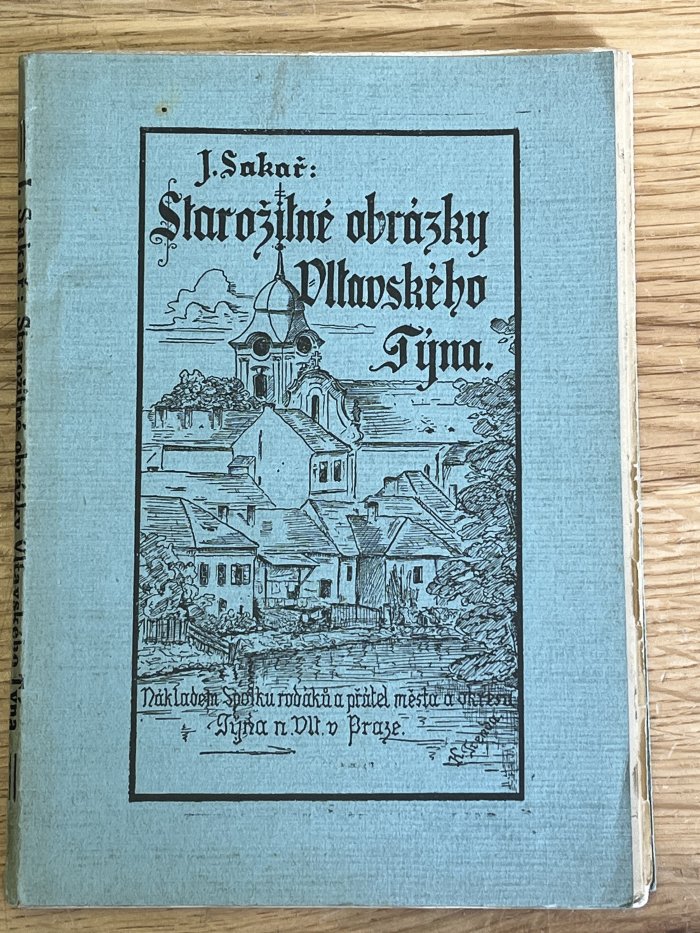 J. Sakař:
Starožitné obrázky
Vltavského
Týna.
Nákladem Spolku rodáků a přátel města a okresu
Týna n. Vlt. v Praze.
J. Sakař: Starožitné obrázky Vltavského Týna